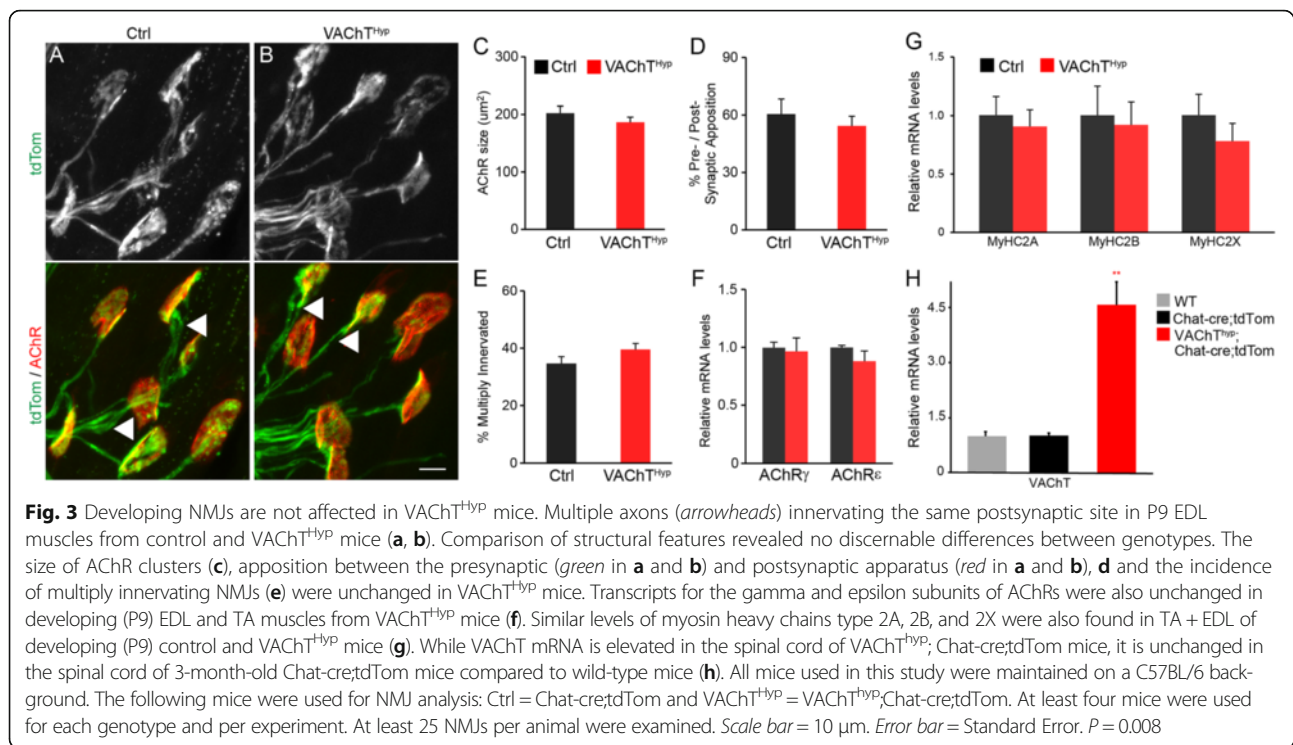 Ctrl
VAChT^Hyp
A
B
tdTom
tdTom / AChR
C
Ctrl
VAChT^Hyp
AChR size (um²)
300
200
100
0
Ctrl
VAChT^Hyp
D
% Pre- / Post-
Synaptic Apposition
90
60
30
0
Ctrl
VAChT^Hyp
E
% Multiply Innervated
60
40
20
0
Ctrl
VAChT^Hyp
F
Relative mRNA levels
1.5
1.0
0.5
0
AChRγ
AChRε
G
Ctrl
VAChT^Hyp
Relative mRNA levels
1.5
1.0
0.5
0
MyHC2A
MyHC2B
MyHC2X
H
Relative mRNA levels
4.5
3.0
1.5
0
**
VAChT
WT
Chat-cre;tdTom
VAChT^hyp;
Chat-cre;tdTom
Fig. 3 Developing NMJs are not affected in VAChT^Hyp mice. Multiple axons (arrowheads) innervating the same postsynaptic site in P9 EDL
muscles from control and VAChT^Hyp mice (a, b). Comparison of structural features revealed no discernable differences between genotypes. The
size of AChR clusters (c), apposition between the presynaptic (green in a and b) and postsynaptic apparatus (red in a and b), d and the incidence
of multiply innervating NMJs (e) were unchanged in VAChT^Hyp mice. Transcripts for the gamma and epsilon subunits of AChRs were also unchanged in
developing (P9) EDL and TA muscles from VAChT^Hyp mice (f). Similar levels of myosin heavy chains type 2A, 2B, and 2X were also found in TA + EDL of
developing (P9) control and VAChT^Hyp mice (g). While VAChT mRNA is elevated in the spinal cord of VAChT^hyp; Chat-cre;tdTom mice, it is unchanged in
the spinal cord of 3-month-old Chat-cre;tdTom mice compared to wild-type mice (h). All mice used in this study were maintained on a C57BL/6 back-
ground. The following mice were used for NMJ analysis: Ctrl = Chat-cre;tdTom and VAChT^Hyp = VAChT^hyp;Chat-cre;tdTom. At least four mice were used
for each genotype and per experiment. At least 25 NMJs per animal were examined. Scale bar = 10 μm. Error bar = Standard Error. P = 0.008